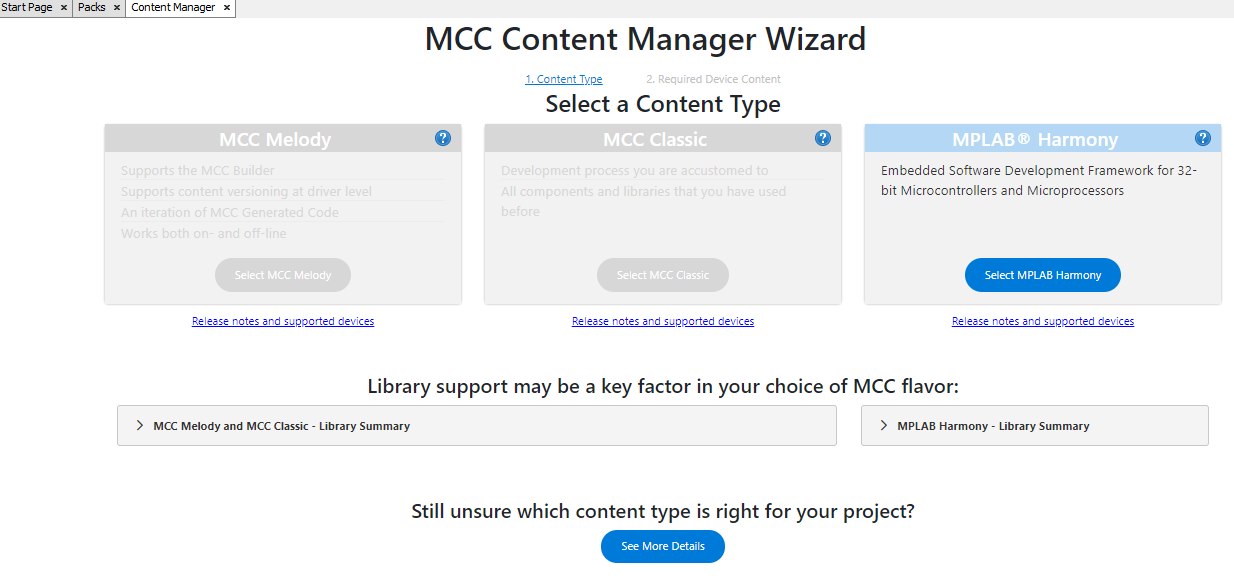 Start Page × Packs × Content Manager ×
MCC Content Manager Wizard
1. Content Type 2. Required Device Content
Select a Content Type
MCC Melody ?
Supports the MCC Builder
Supports content versioning at driver level
An iteration of MCC Generated Code
Works both on- and off-line
Select MCC Melody
Release notes and supported devices
MCC Classic ?
Development process you are accustomed to
All components and libraries that you have used
before
Select MCC Classic
Release notes and supported devices
MPLAB® Harmony ?
Embedded Software Development Framework for 32-
bit Microcontrollers and Microprocessors
Select MPLAB Harmony
Release notes and supported devices
Library support may be a key factor in your choice of MCC flavor:
MCC Melody and MCC Classic - Library Summary
MPLAB Harmony - Library Summary
Still unsure which content type is right for your project?
See More Details